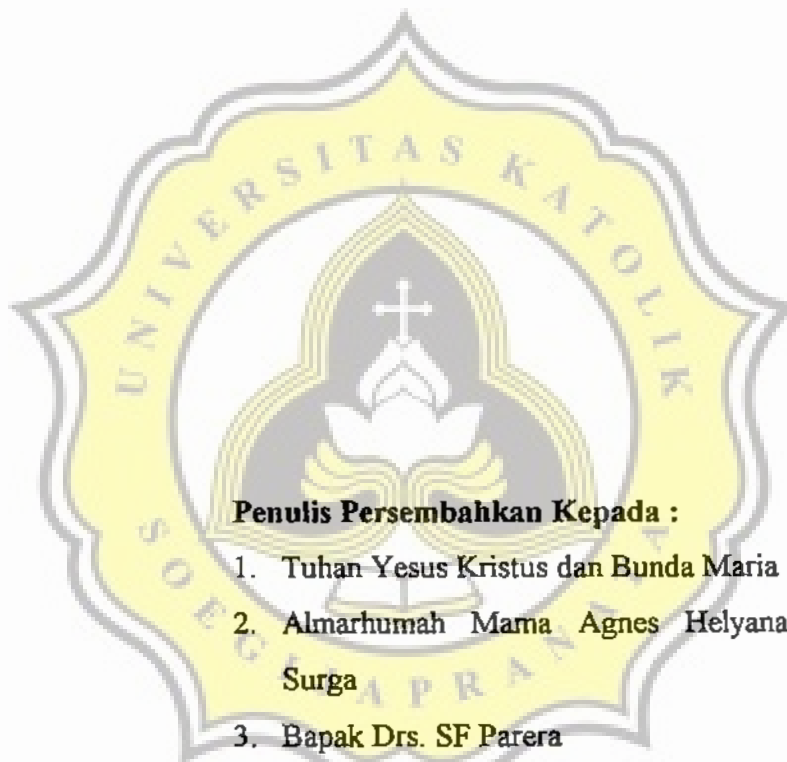 UNIVERSITAS KATOLIK
SOEGIJAPRANATA
Penulis Persembahkan Kepada :
1. Tuhan Yesus Kristus dan Bunda Maria
2. Almarhumah Mama Agnes Helyana
Surga
3. Bapak Drs. SF Parera